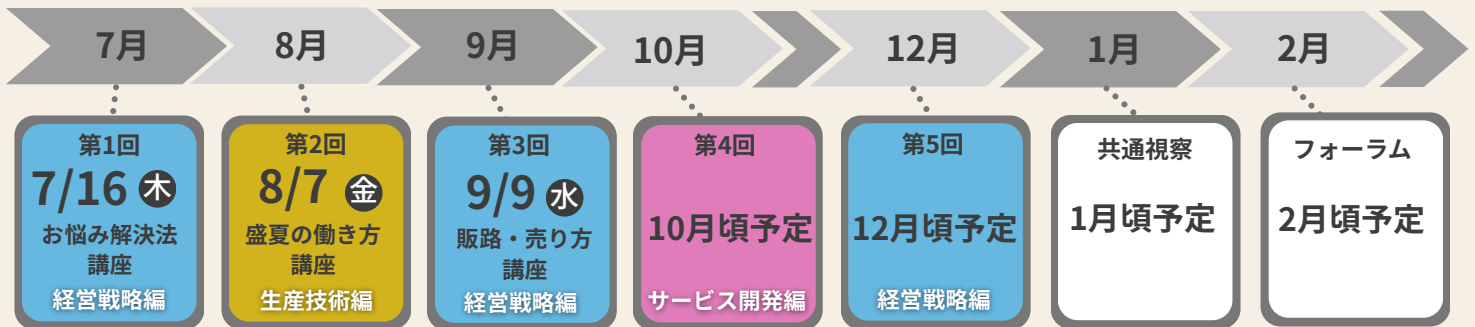 7月
8月
9月
10月
12月
1月
2月
第1回
7/16 木
お悩み解決法
講座
経営戦略編
第2回
8/7 金
盛夏の働き方
講座
生産技術編
第3回
9/9 水
販路・売り方
講座
経営戦略編
第4回
10月頃予定
サービス開発編
第5回
12月頃予定
経営戦略編
共通視察
1月頃予定
フォーラム
2月頃予定